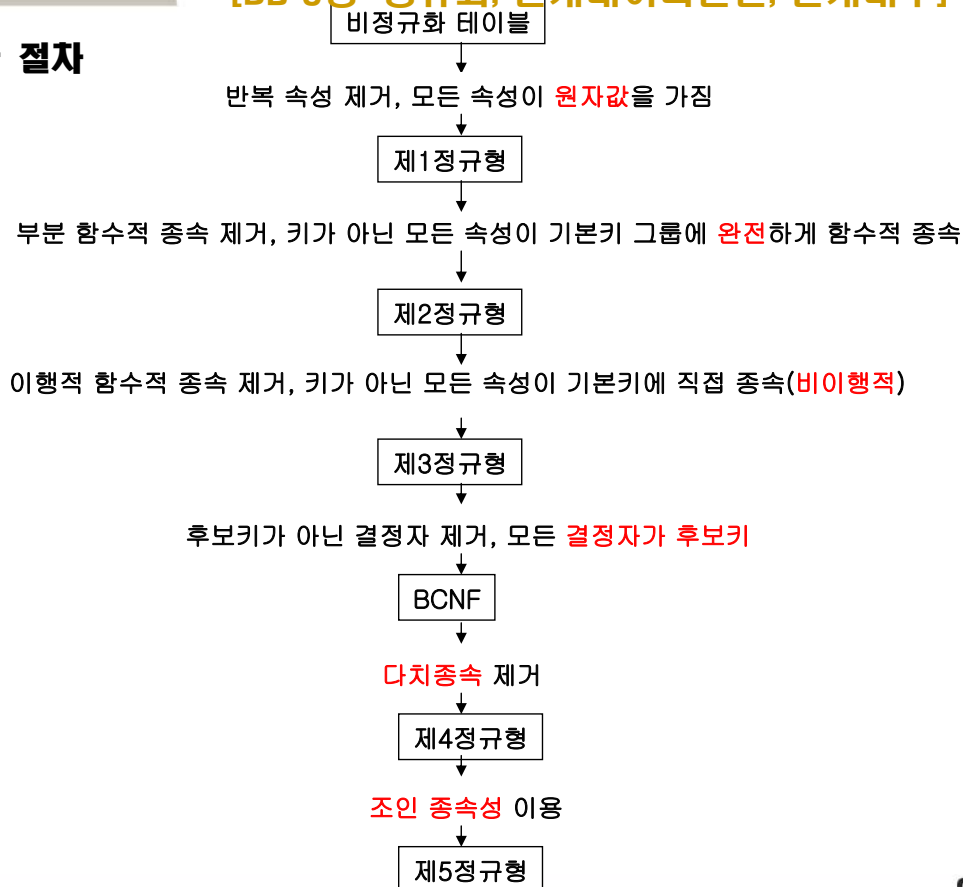 비정규화 테이블
절차
반복 속성 제거, 모든 속성이 원자값을 가짐
제1정규형
부분 함수적 종속 제거, 키가 아닌 모든 속성이 기본키 그룹에 완전하게 함수적 종속
제2정규형
이행적 함수적 종속 제거, 키가 아닌 모든 속성이 기본키에 직접 종속(비이행적)
제3정규형
후보키가 아닌 결정자 제거, 모든 결정자가 후보키
BCNF
다치종속 제거
제4정규형
조인 종속성 이용
제5정규형